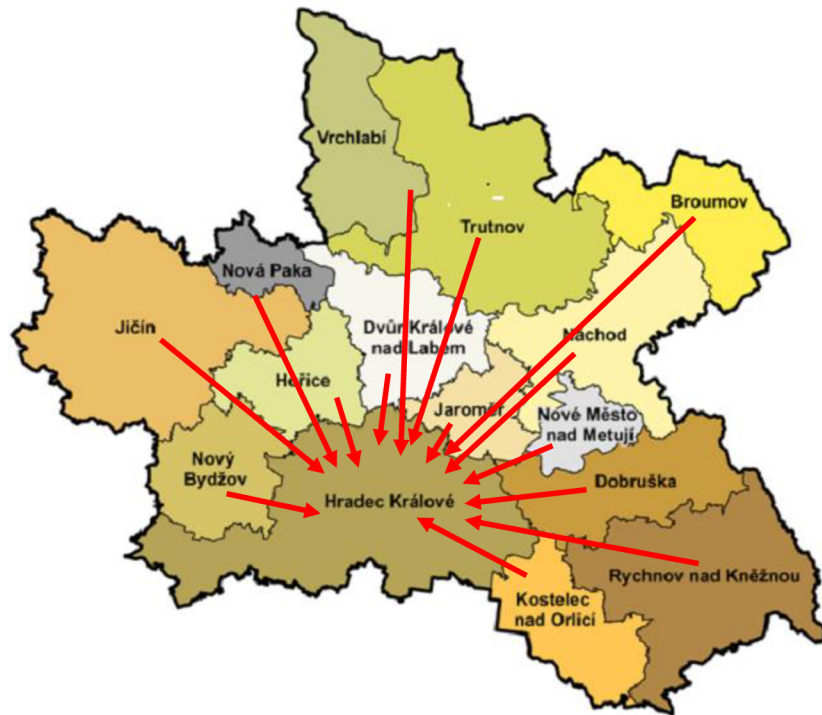 Vrchlabí
Broumov
Trutnov
Nová Paka
Jičín
Dvůr Králové
nad Labem
Náchod
Hořice
Jaroměř
Nové Město
nad Metují
Nový
Bydžov
Dobruška
Hradec Králové
Rychnov nad Kněžnou
Kostelec
nad Orlicí